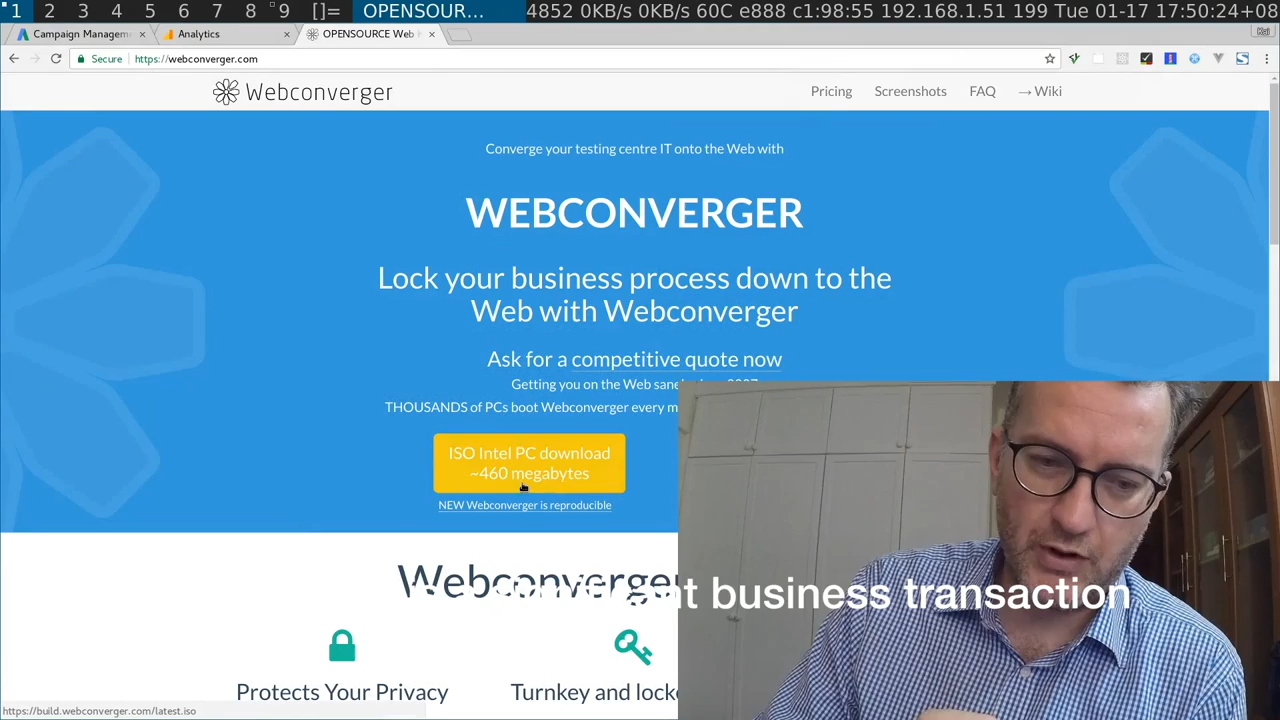 1 2 3 4 5 6 7 8 9 []= OPENSOUR... 4852 0KB/s 0KB/s 60C e888 c1:98:55 192.168.1.51 199 Tue 01-17 17:50:24+08
Campaign Managem
Analytics
OPENSOURCE Web
Kai
Secure
https://webconverger.com
Webconverger
Pricing
Screenshots
FAQ
→ Wiki
Converge your testing centre IT onto the Web with
WEBCONVERGER
Lock your business process down to the
Web with Webconverger
Ask for a competitive quote now
Getting you on the Web
THOUSANDS of PCs boot Webconverger every
ISO Intel PC download
~460 megabytes
NEW Webconverger is reproducible
Webconverger
significant business transaction
Protects Your Privacy
Turnkey and
https://build.webconverger.com/latest.iso